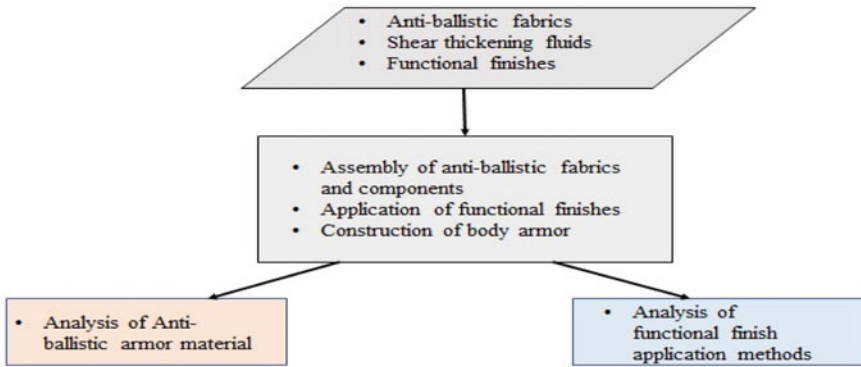 • Anti-ballistic fabrics
• Shear thickening fluids
• Functional finishes
• Assembly of anti-ballistic fabrics
and components
• Application of functional finishes
• Construction of body armor
• Analysis of Anti-
ballistic armor material
• Analysis of
functional finish
application methods